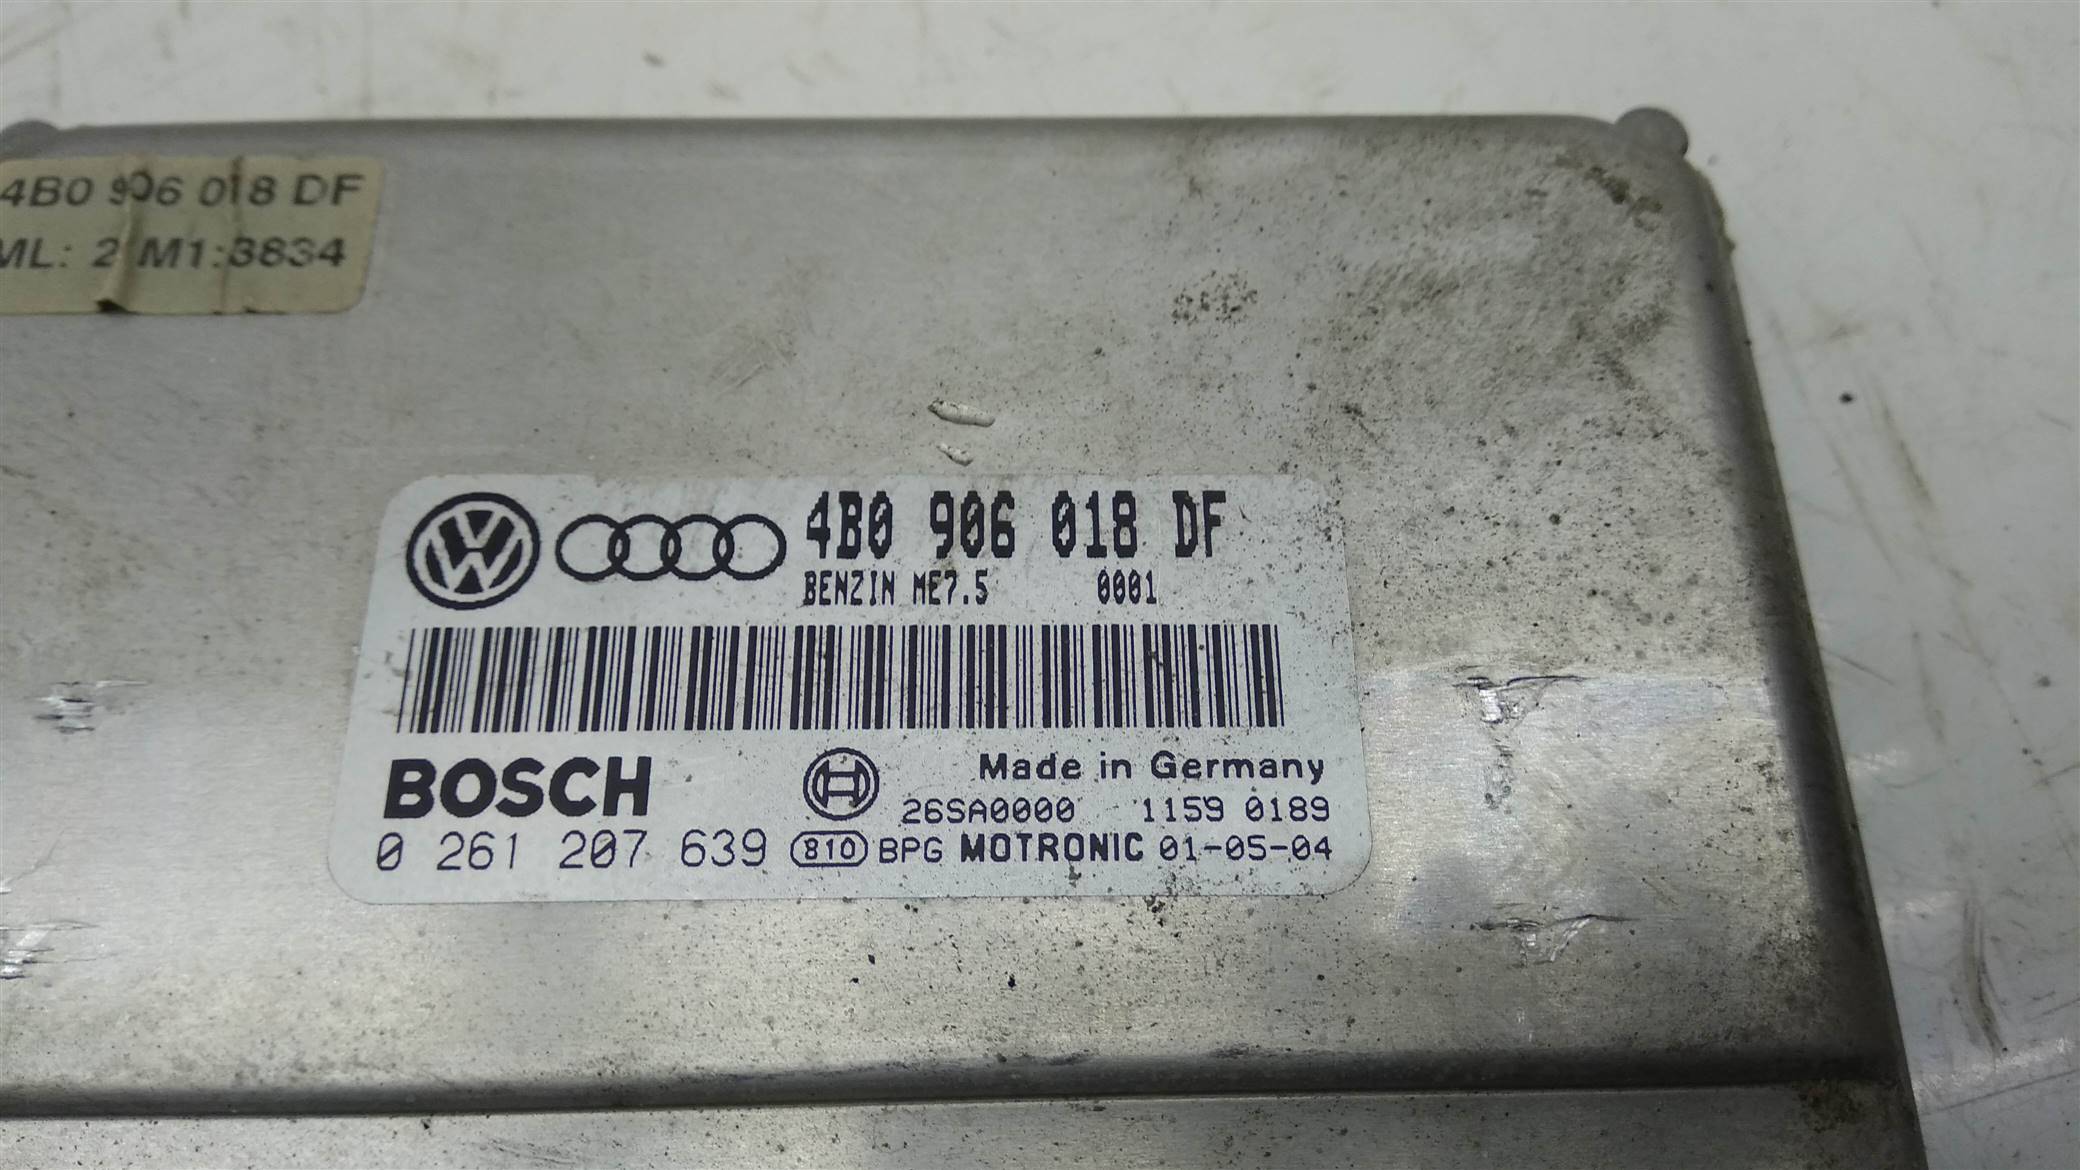 4B0 906 018 DF
ML: 2 M1:3834
4B0 906 018 DF
BENZIN ME7.5 0001
BOSCH
Made in Germany
26SA0000 1159 0189
0 261 207 639 810 BPG MOTRONIC 01-05-04